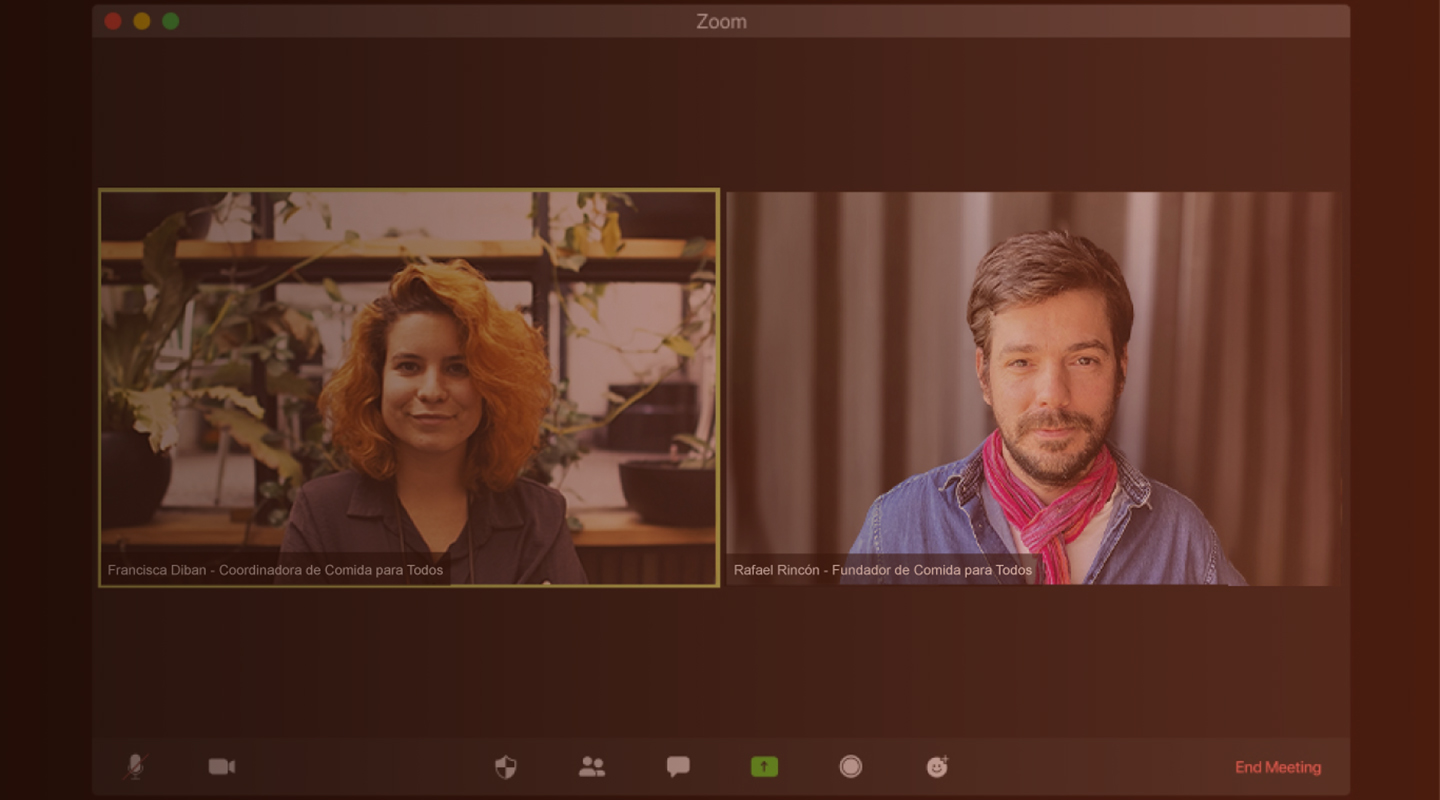 Zoom
Francisca Diban - Coordinadora de Comida para Todos
Rafael Rincón - Fundador de Comida para Todos
End Meeting